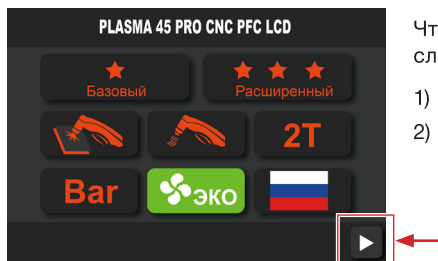 PLASMA 45 PRO CNC PFC LCD
Базовый
Расширенный
2T
Bar
эко
Чт
сл
1)
2)